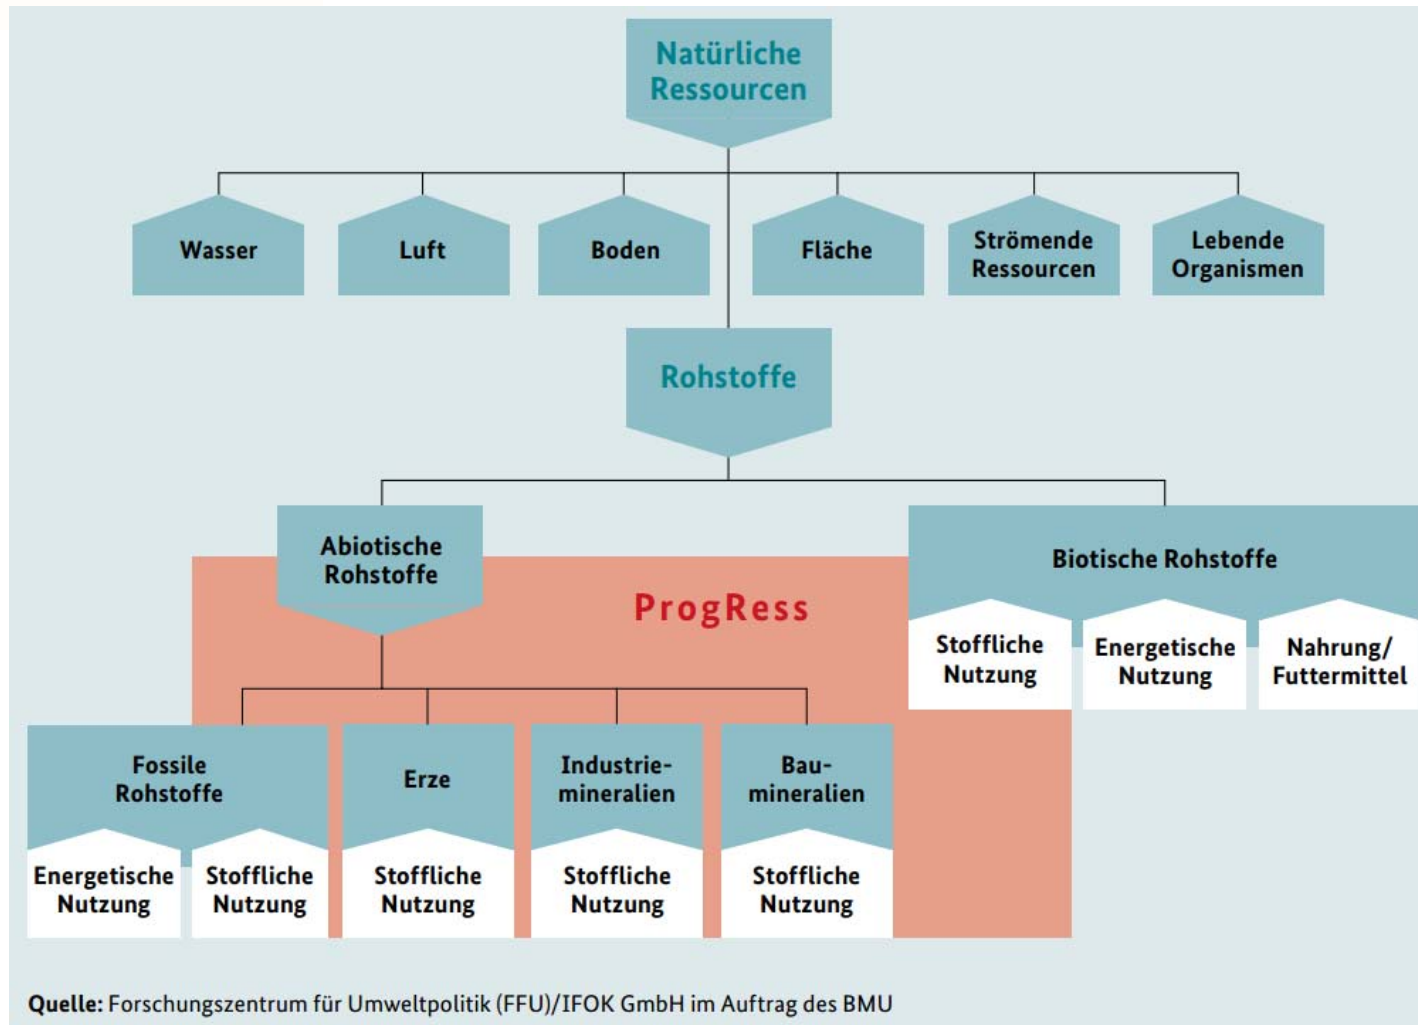 Natürliche
Ressourcen
Wasser
Luft
Boden
Fläche
Strömende
Ressourcen
Lebende
Organismen
Rohstoffe
Abiotische
Rohstoffe
ProgRess
Biotische Rohstoffe
Stoffliche
Nutzung
Energetische
Nutzung
Nahrung/
Futtermittel
Fossile
Rohstoffe
Erze
Industrie-
mineralien
Bau-
mineralien
Energetische
Nutzung
Stoffliche
Nutzung
Stoffliche
Nutzung
Stoffliche
Nutzung
Stoffliche
Nutzung
Quelle: Forschungszentrum für Umweltpolitik (FFU)/IFOK GmbH im Auftrag des BMU